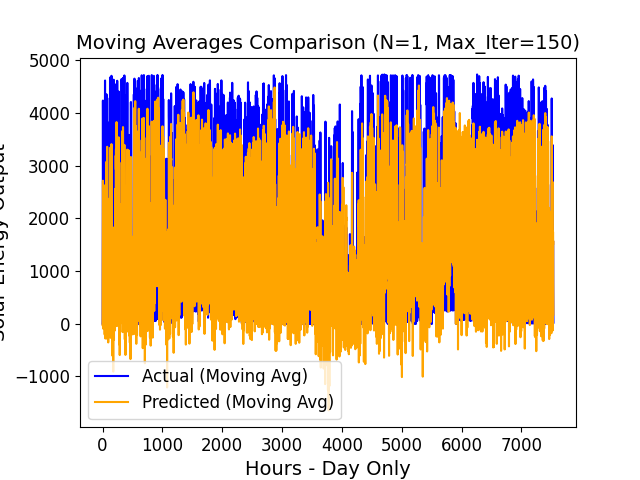 Moving Averages Comparison (N=1, Max_Iter=150)
5000
4000
3000
2000
1000
0
−1000
Solar Energy Output
Actual (Moving Avg)
Predicted (Moving Avg)
0 1000 2000 3000 4000 5000 6000 7000
Hours - Day Only